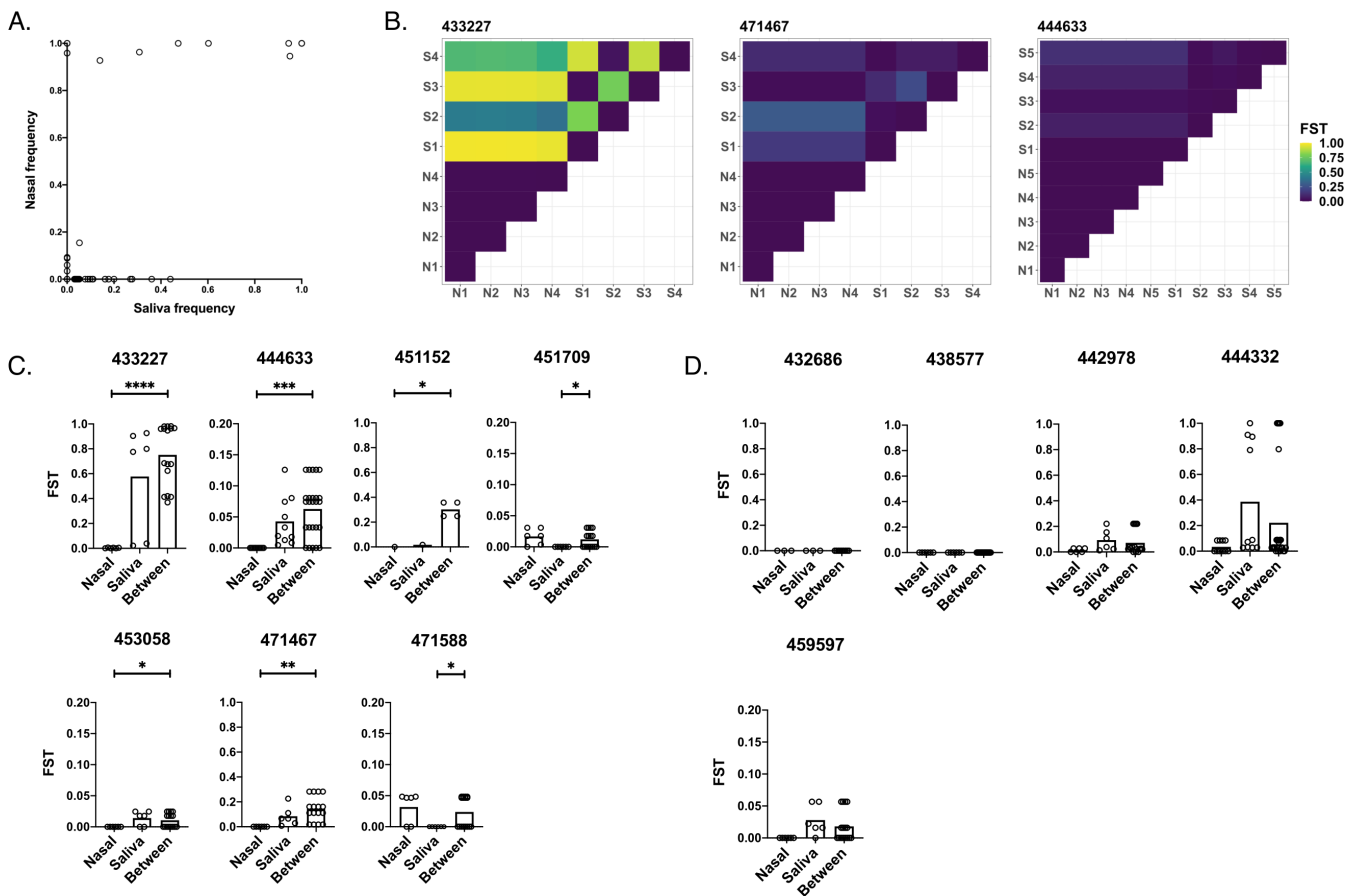 A.
1.0
0.8
0.6
0.4
0.2
0.0
Nasal frequency
0.0 0.2 0.4 0.6 0.8 1.0
Saliva frequency
B.
433227
S4
S3
S2
S1
N4
N3
N2
N1
N1 N2 N3 N4 S1 S2 S3 S4
471467
S4
S3
S2
S1
N4
N3
N2
N1
N1 N2 N3 N4 S1 S2 S3 S4
444633
S5
S4
S3
S2
S1
N5
N4
N3
N2
N1
N1 N2 N3 N4 N5 S1 S2 S3 S4 S5
FST
1.00
0.75
0.50
0.25
0.00
C.
433227
****
FST
1.0
0.8
0.6
0.4
0.2
0.0
Nasal Saliva Between
444633
***
0.20
0.15
0.10
0.05
0.00
Nasal Saliva Between
451152
*
1.0
0.8
0.6
0.4
0.2
0.0
Nasal Saliva Between
451709
*
0.20
0.15
0.10
0.05
0.00
Nasal Saliva Between
453058
*
FST
0.20
0.15
0.10
0.05
0.00
Nasal Saliva Between
471467
**
1.0
0.8
0.6
0.4
0.2
0.0
Nasal Saliva Between
471588
*
0.20
0.15
0.10
0.05
0.00
Nasal Saliva Between
D.
432686
FST
1.0
0.8
0.6
0.4
0.2
0.0
Nasal Saliva Between
438577
1.0
0.8
0.6
0.4
0.2
0.0
Nasal Saliva Between
442978
1.0
0.8
0.6
0.4
0.2
0.0
Nasal Saliva Between
444332
1.0
0.8
0.6
0.4
0.2
0.0
Nasal Saliva Between
459597
FST
0.20
0.15
0.10
0.05
0.00
Nasal Saliva Between